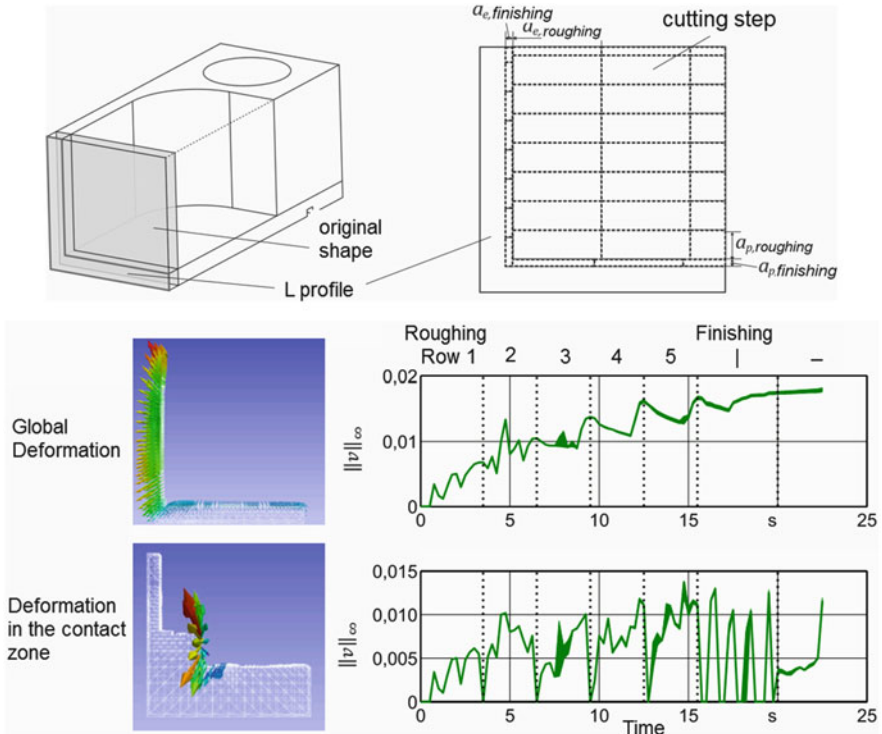 a_e,finishing
a_e,roughing
cutting step
original
shape
L profile
a_p,roughing
a_p,finishing
Roughing
Finishing
Row 1 2 3 4 5 | –
Global
Deformation
‖v‖∞
0,02
0,01
0
0 5 10 15 s 25
Deformation
in the contact
zone
‖v‖∞
0,015
0,010
0,005
0
0 5 10 15 s 25
Time